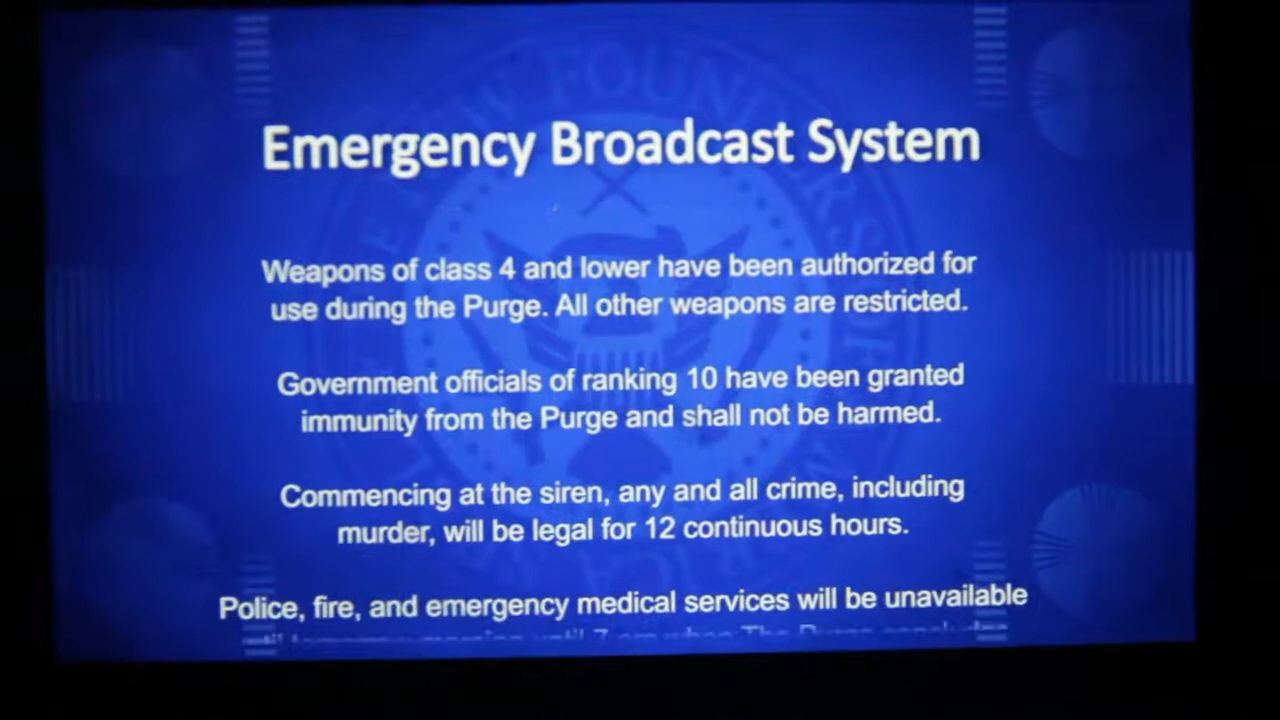 Emergency Broadcast System
Weapons of class 4 and lower have been authorized for
use during the Purge. All other weapons are restricted.
Government officials of ranking 10 have been granted
immunity from the Purge and shall not be harmed.
Commencing at the siren, any and all crime, including
murder, will be legal for 12 continuous hours.
Police, fire, and emergency medical services will be unavailable